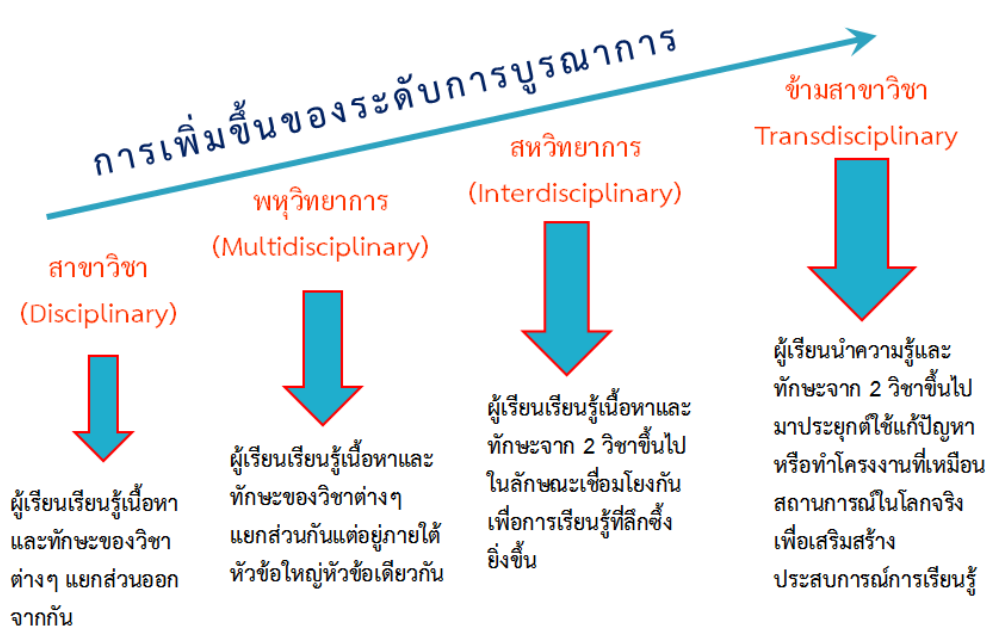 การเพิ่มขึ้นของระดับการบูรณาการ
สาขาวิชา
(Disciplinary)
ผู้เรียนเรียนรู้เนื้อหา
และทักษะของวิชา
ต่างๆ แยกส่วนออก
จากกัน
พหุวิทยาการ
(Multidisciplinary)
ผู้เรียนเรียนรู้เนื้อหาและ
ทักษะของวิชาต่างๆ
แยกส่วนกันแต่อยู่ภายใต้
หัวข้อใหญ่หัวข้อเดียวกัน
สหวิทยาการ
(Interdisciplinary)
ผู้เรียนเรียนรู้เนื้อหาและ
ทักษะจาก 2 วิชาขึ้นไป
ในลักษณะเชื่อมโยงกัน
เพื่อการเรียนรู้ที่ลึกซึ้ง
ยิ่งขึ้น
ข้ามสาขาวิชา
Transdisciplinary
ผู้เรียนนำความรู้และ
ทักษะจาก 2 วิชาขึ้นไป
มาประยุกต์ใช้แก้ปัญหา
หรือทำโครงงานที่เหมือน
สถานการณ์ในโลกจริง
เพื่อเสริมสร้าง
ประสบการณ์การเรียนรู้